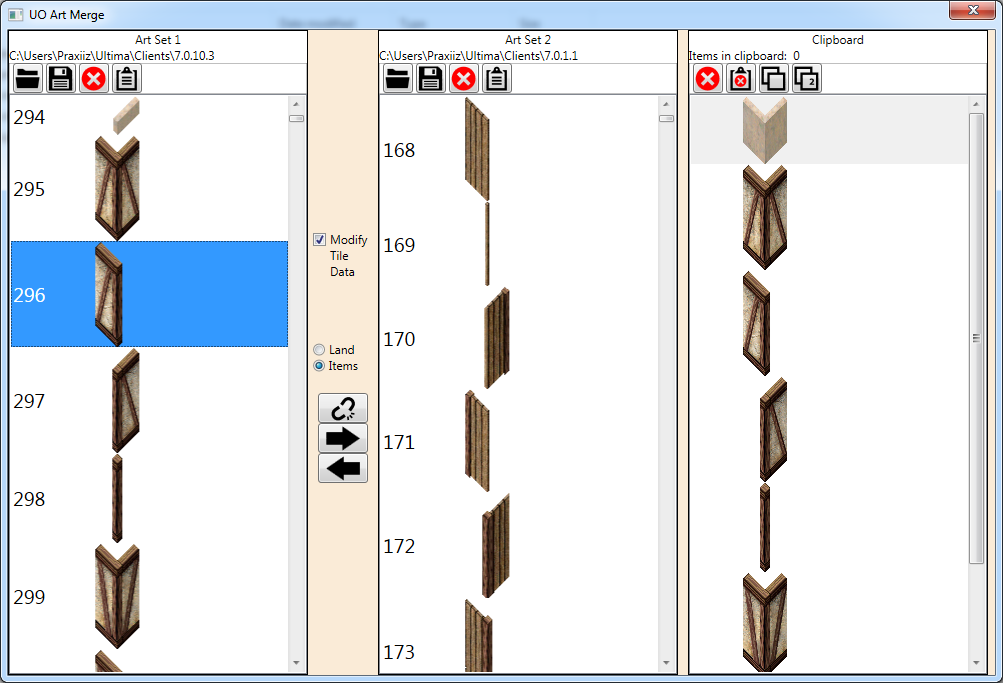 UO Art Merge
Art Set 1
C:\Users\Praxiiz\Ultima\Clients\7.0.10.3
294
295
296
297
298
299
Modify
Tile
Data
Land
Items
Art Set 2
C:\Users\Praxiiz\Ultima\Clients\7.0.1.1
168
169
170
171
172
173
Clipboard
Items in clipboard: 0
2